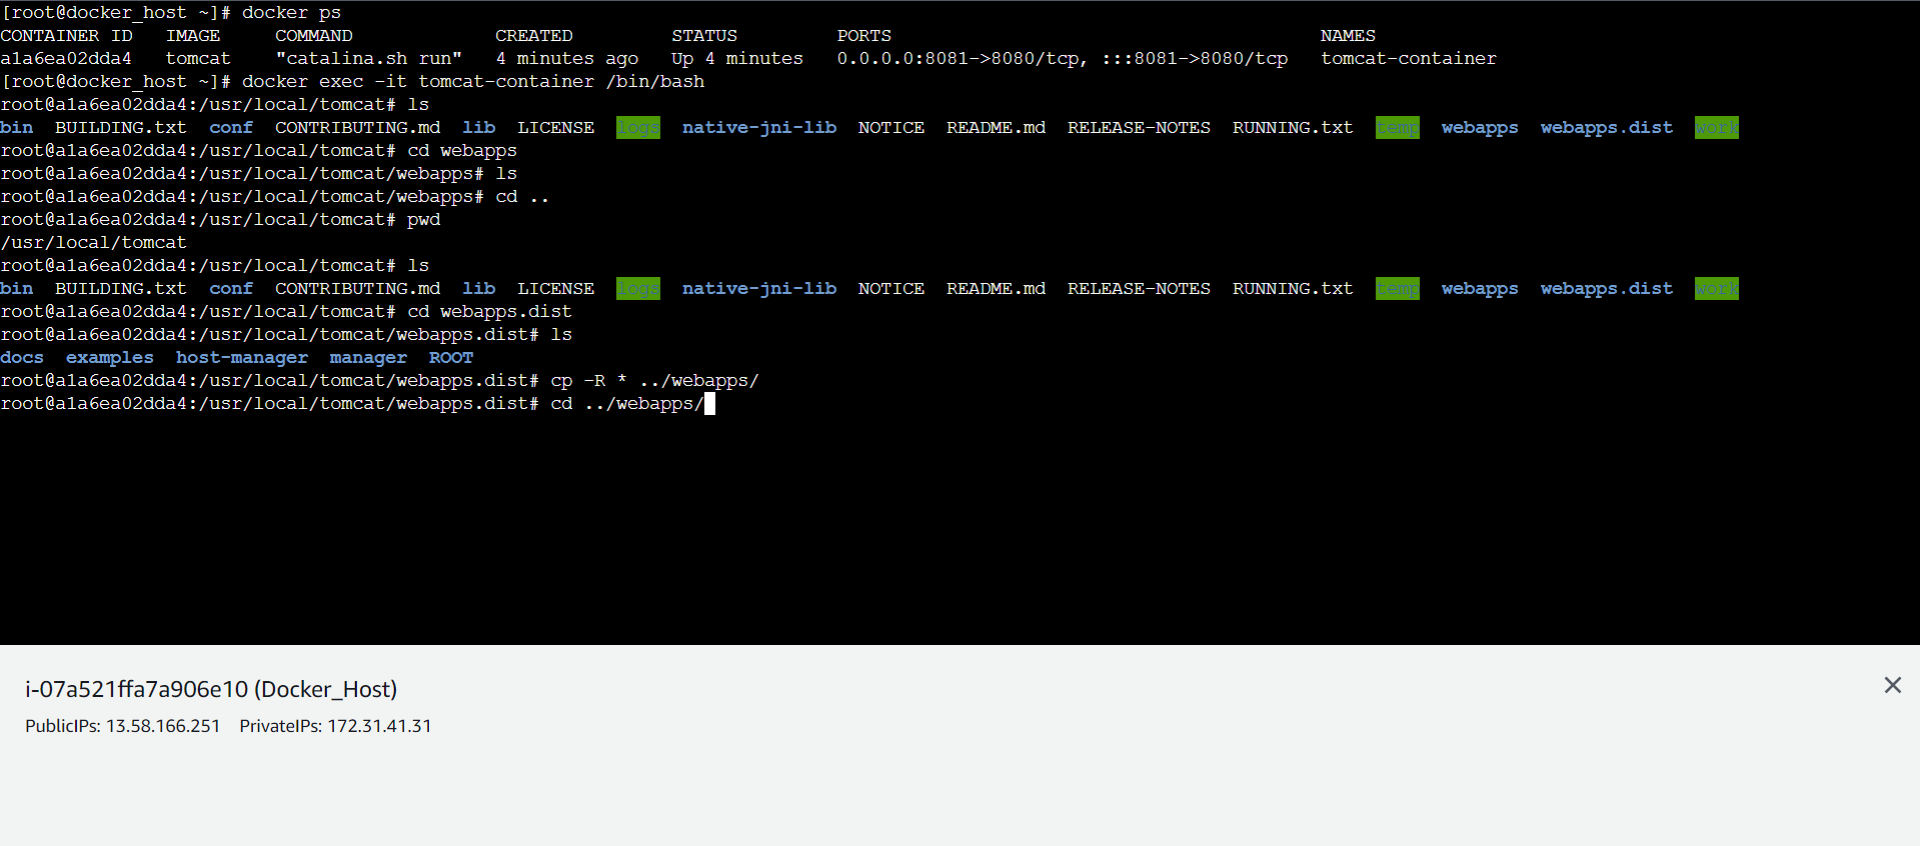 [root@docker_host ~]# docker ps
CONTAINER ID   IMAGE     COMMAND             CREATED         STATUS         PORTS                                       NAMES
a1a6ea02dda4   tomcat    "catalina.sh run"   4 minutes ago   Up 4 minutes   0.0.0.0:8081->8080/tcp, :::8081->8080/tcp   tomcat-container
[root@docker_host ~]# docker exec -it tomcat-container /bin/bash
root@a1a6ea02dda4:/usr/local/tomcat# ls
bin  BUILDING.txt  conf  CONTRIBUTING.md  lib  LICENSE  logs  native-jni-lib  NOTICE  README.md  RELEASE-NOTES  RUNNING.txt  temp  webapps  webapps.dist  work
root@a1a6ea02dda4:/usr/local/tomcat# cd webapps
root@a1a6ea02dda4:/usr/local/tomcat/webapps# ls
root@a1a6ea02dda4:/usr/local/tomcat/webapps# cd ..
root@a1a6ea02dda4:/usr/local/tomcat# pwd
/usr/local/tomcat
root@a1a6ea02dda4:/usr/local/tomcat# ls
bin  BUILDING.txt  conf  CONTRIBUTING.md  lib  LICENSE  logs  native-jni-lib  NOTICE  README.md  RELEASE-NOTES  RUNNING.txt  temp  webapps  webapps.dist  work
root@a1a6ea02dda4:/usr/local/tomcat# cd webapps.dist
root@a1a6ea02dda4:/usr/local/tomcat/webapps.dist# ls
docs  examples  host-manager  manager  ROOT
root@a1a6ea02dda4:/usr/local/tomcat/webapps.dist# cp -R * ../webapps/
root@a1a6ea02dda4:/usr/local/tomcat/webapps.dist# cd ../webapps/
i-07a521ffa7a906e10 (Docker_Host)
PublicIPs: 13.58.166.251    PrivateIPs: 172.31.41.31